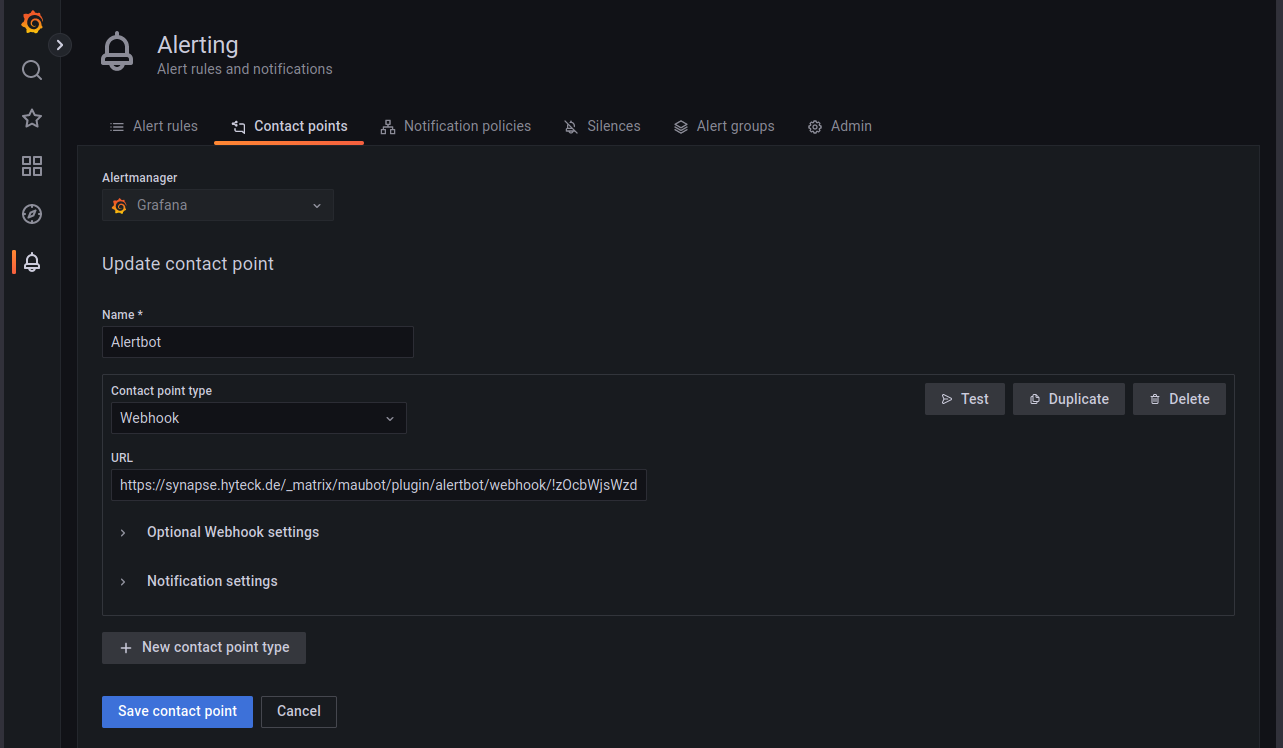 Alerting
Alert rules and notifications
Alert rules Contact points Notification policies Silences Alert groups Admin
Alertmanager
Grafana
Update contact point
Name *
Alertbot
Contact point type
Webhook
Test Duplicate Delete
URL
https://synapse.hyteck.de/_matrix/maubot/plugin/alertbot/webhook/!zOcbWjsWzd
Optional Webhook settings
Notification settings
New contact point type
Save contact point Cancel